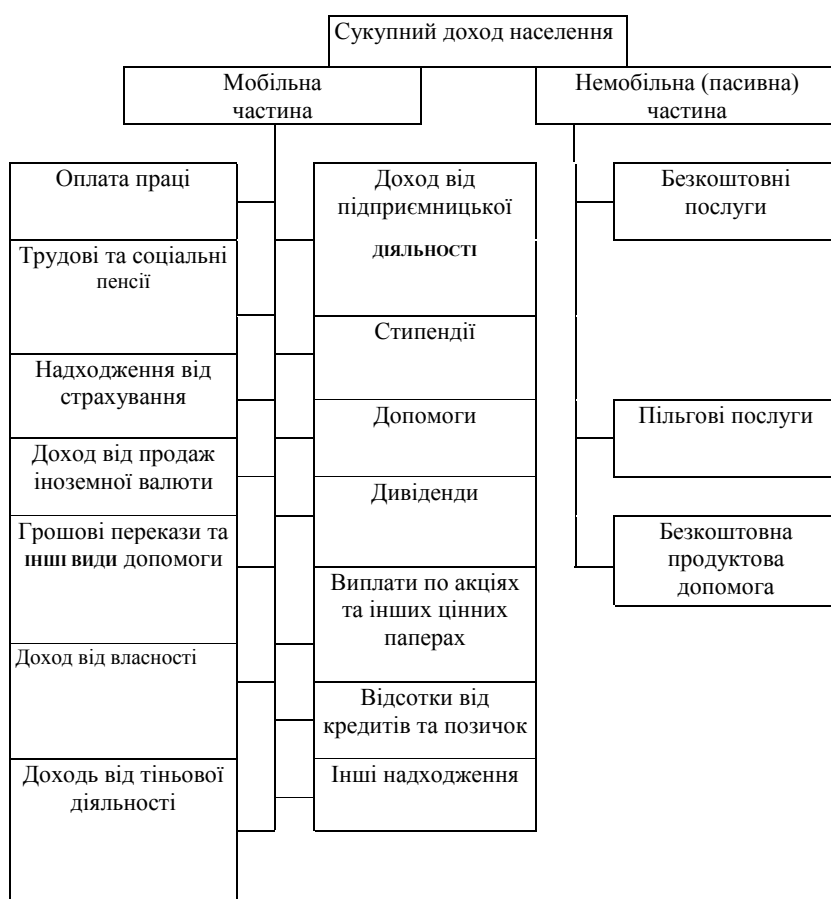 Сукупний доход населення
Мобільна
частина
Немобільна (пасивна)
частина
Оплата праці
Трудові та соціальні
пенсії
Надходження від
страхування
Доход від продаж
іноземної валюти
Грошові перекази та
ІНШІ ВИДИ допомоги
Доход від власності
Доходь від тіньової
діяльності
Доход від
підприємницької
ДІЯЛЬНОСТІ
Стипендії
Допомоги
Дивіденди
Виплати по акціях
та інших цінних
паперах
Відсотки від
кредитів та позичок
Інші надходження
Безкоштовні
послуги
Пільгові послуги
Безкоштовна
продуктова
допомога